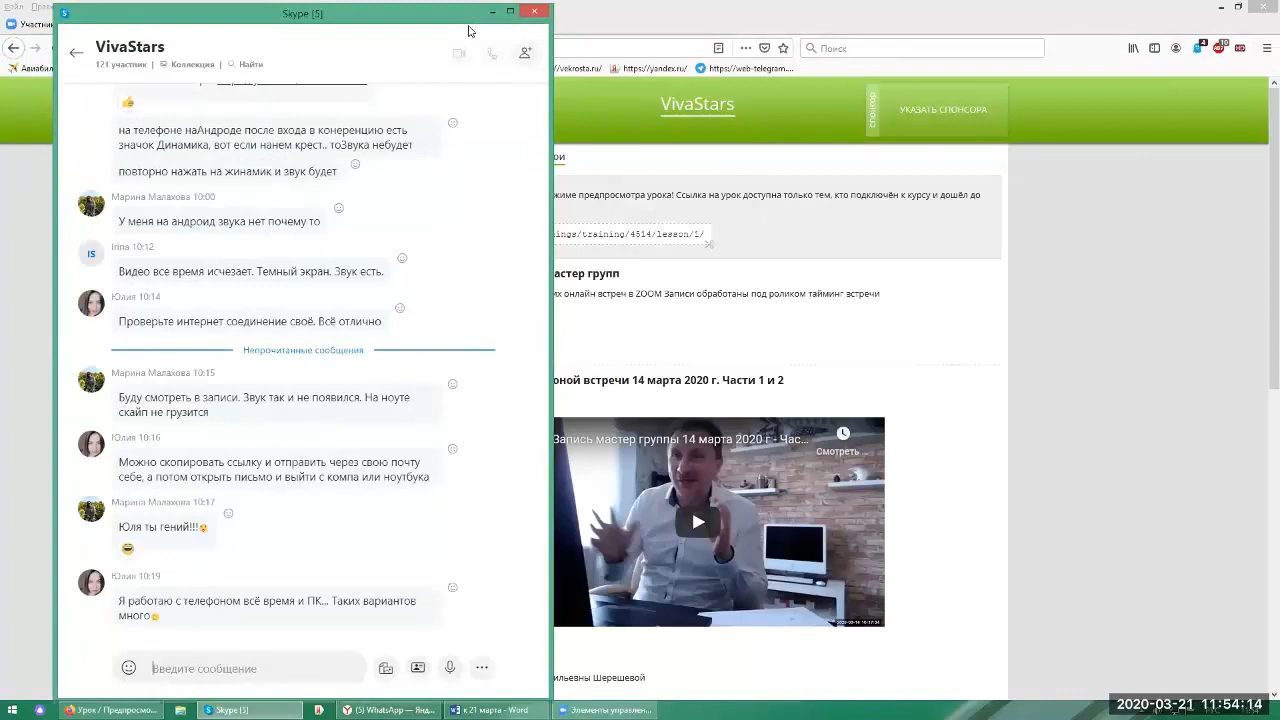 Skype [5]
Участник
VivaStars
121 участник | Коллекция | Найти
на телефоне наАндроде после входа в конеренцию есть
значок Динамика, вот если нанем крест.. тоЗвука небудет
повторно нажать на жинамик и звук будет
Марина Малахова 10:00
У меня на андроид звука нет почему то
Irina 10:12
IS
Видео все время исчезает. Темный экран. Звук есть.
Юлия 10:14
Проверьте интернет соединение своё. Всё отлично
Непрочитанные сообщения
Марина Малахова 10:15
Буду смотреть в записи. Звук так и не появился. На ноуте
скайп не грузится
Юлия 10:16
Можно скопировать ссылку и отправить через свою почту
себе, а потом открыть письмо и выйти с компа или ноутбука
Марина Малахова 10:17
Юля ты гений!!!
Юлия 10:19
Я работаю с телефоном всё время и ПК... Таких вариантов
много
Введите сообщение
Поиск
Авиабил
/vekrosta.ru/ https://yandex.ru/ https://web-telegram....
VivaStars
спонсор
УКАЗАТЬ СПОНСОРА
ои
жиме предпросмотра урока! Ссылка на урок доступна только тем, кто подключён к курсу и дошёл до
ings/training/4514/lesson/1/
астер групп
их онлайн встреч в ZOOM Записи обработаны под роликом тайминг встречи
оной встречи 14 марта 2020 г. Части 1 и 2
Запись мастер группы 14 марта 2020 г - Час...
Смотреть ...
ильевны Шерешевой
Урок / Предпросмо...
Skype [5]
(5) WhatsApp — Янд...
к 21 марта - Word
Элементы управлен...
11:54:14